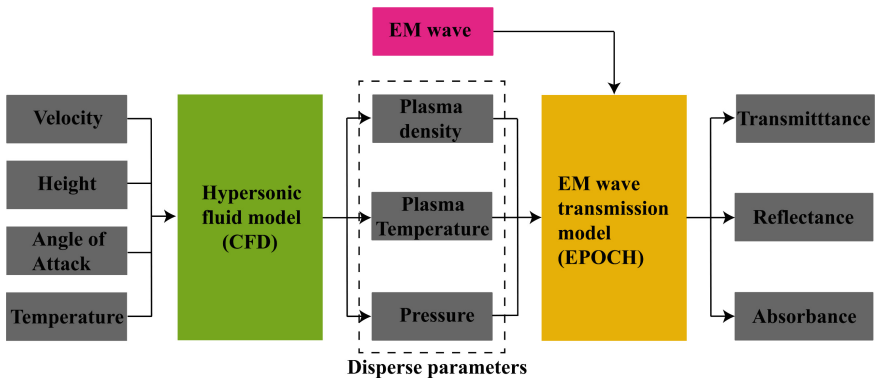 EM wave
Velocity
Height
Angle of
Attack
Temperature
Hypersonic
fluid model
(CFD)
Plasma
density
Plasma
Temperature
Pressure
Disperse parameters
EM wave
transmission
model
(EPOCH)
Transmitttance
Reflectance
Absorbance